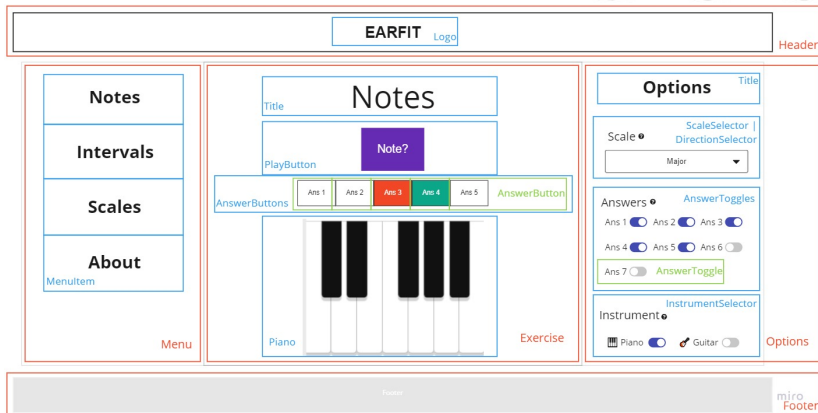 EARFIT
Logo
Header
Notes
Intervals
Scales
About
MenuItem
Menu
Title
Notes
Note?
PlayButton
AnswerButtons
Ans 1 Ans 2 Ans 3 Ans 4 Ans 5
AnswerButton
Piano
Exercise
Options
Title
ScaleSelector |
DirectionSelector
Scale
Major
Answers
AnswerToggles
Ans 1 Ans 2 Ans 3
Ans 4 Ans 5 Ans 6
Ans 7 AnswerToggle
InstrumentSelector
Instrument
Piano Guitar
Options
Footer
miro
Footer